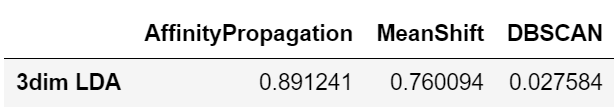 AffinityPropagation MeanShift DBSCAN
3dim LDA 0.891241 0.760094 0.027584